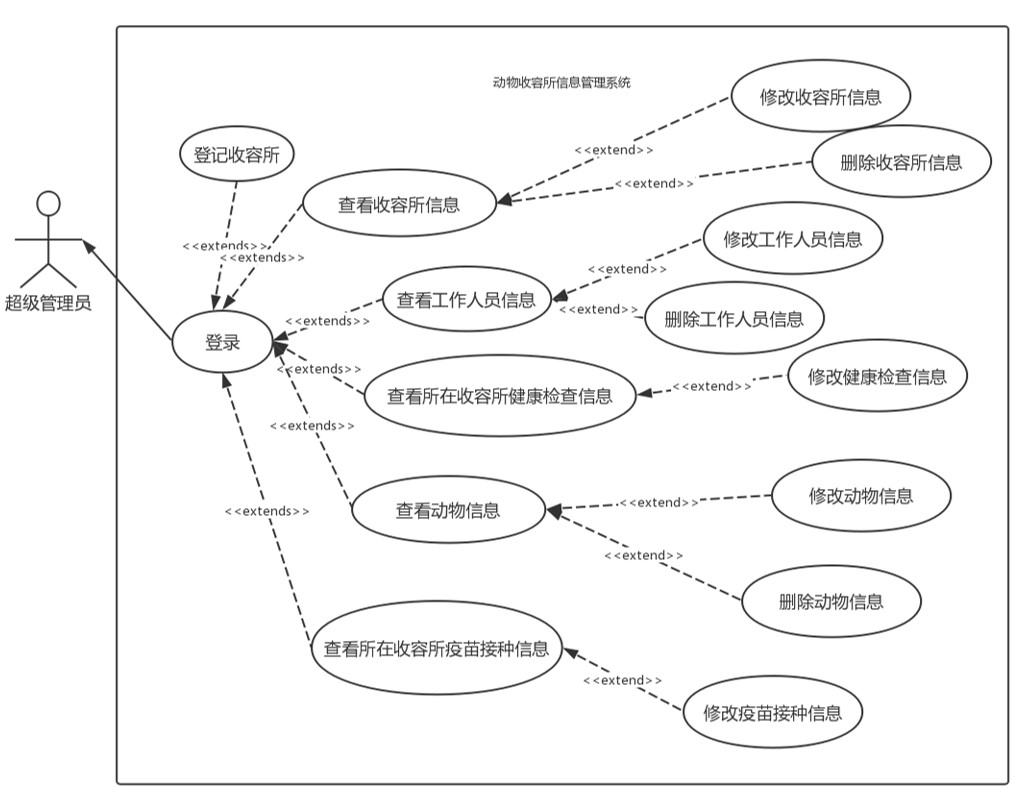 动物收容所信息管理系统
修改收容所信息
登记收容所
<<extend>>
删除收容所信息
<<extend>>
查看收容所信息
修改工作人员信息
<<extends>>
<<extends>>
<<extend>>
超级管理员
查看工作人员信息
<<extend>>
删除工作人员信息
<<extends>>
登录
<<extends>>
修改健康检查信息
<<extend>>
查看所在收容所健康检查信息
<<extends>>
修改动物信息
<<extend>>
查看动物信息
<<extends>>
<<extend>>
删除动物信息
查看所在收容所疫苗接种信息
<<extend>>
修改疫苗接种信息